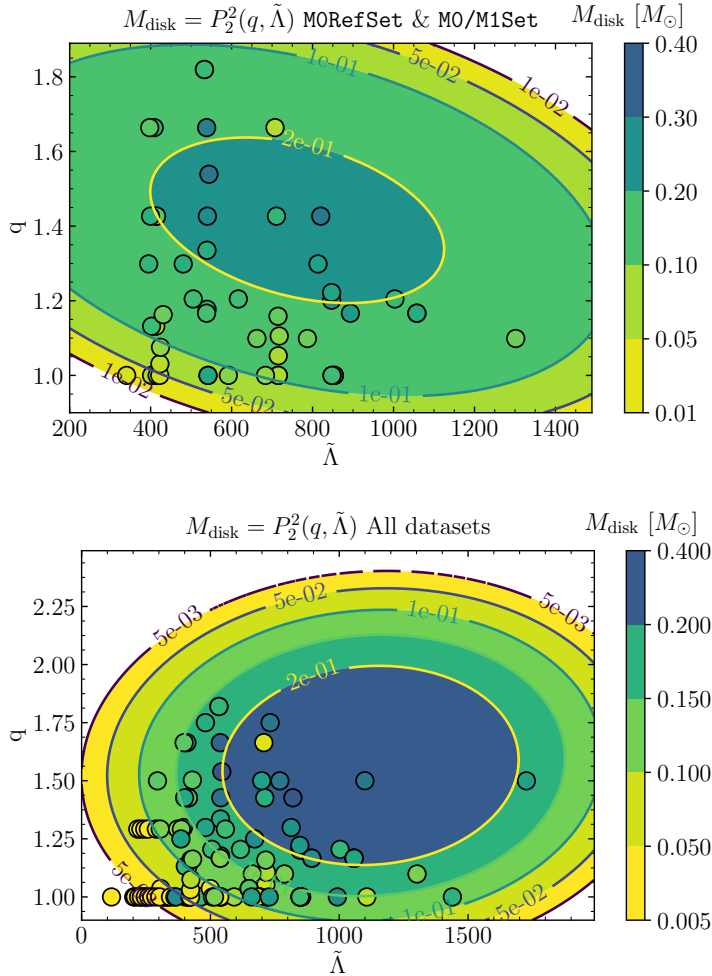 M_disk = P_2^2(q, Λ̃) M0RefSet & M0/M1Set
M_disk [M_⊙]
1.8
1.6
1.4
1.2
1.0
q
200 400 600 800 1000 1200 1400
Λ̃
1e-01
5e-02
1e-02
2e-01
1e-02
5e-02
1e-01
0.40
0.30
0.20
0.10
0.05
0.01
M_disk = P_2^2(q, Λ̃) All datasets
M_disk [M_⊙]
2.25
2.00
1.75
1.50
1.25
1.00
q
0 500 1000 1500
Λ̃
5e-03
5e-02
1e-01
5e-03
2e-01
1e-01
5e-02
0.400
0.200
0.150
0.100
0.050
0.005